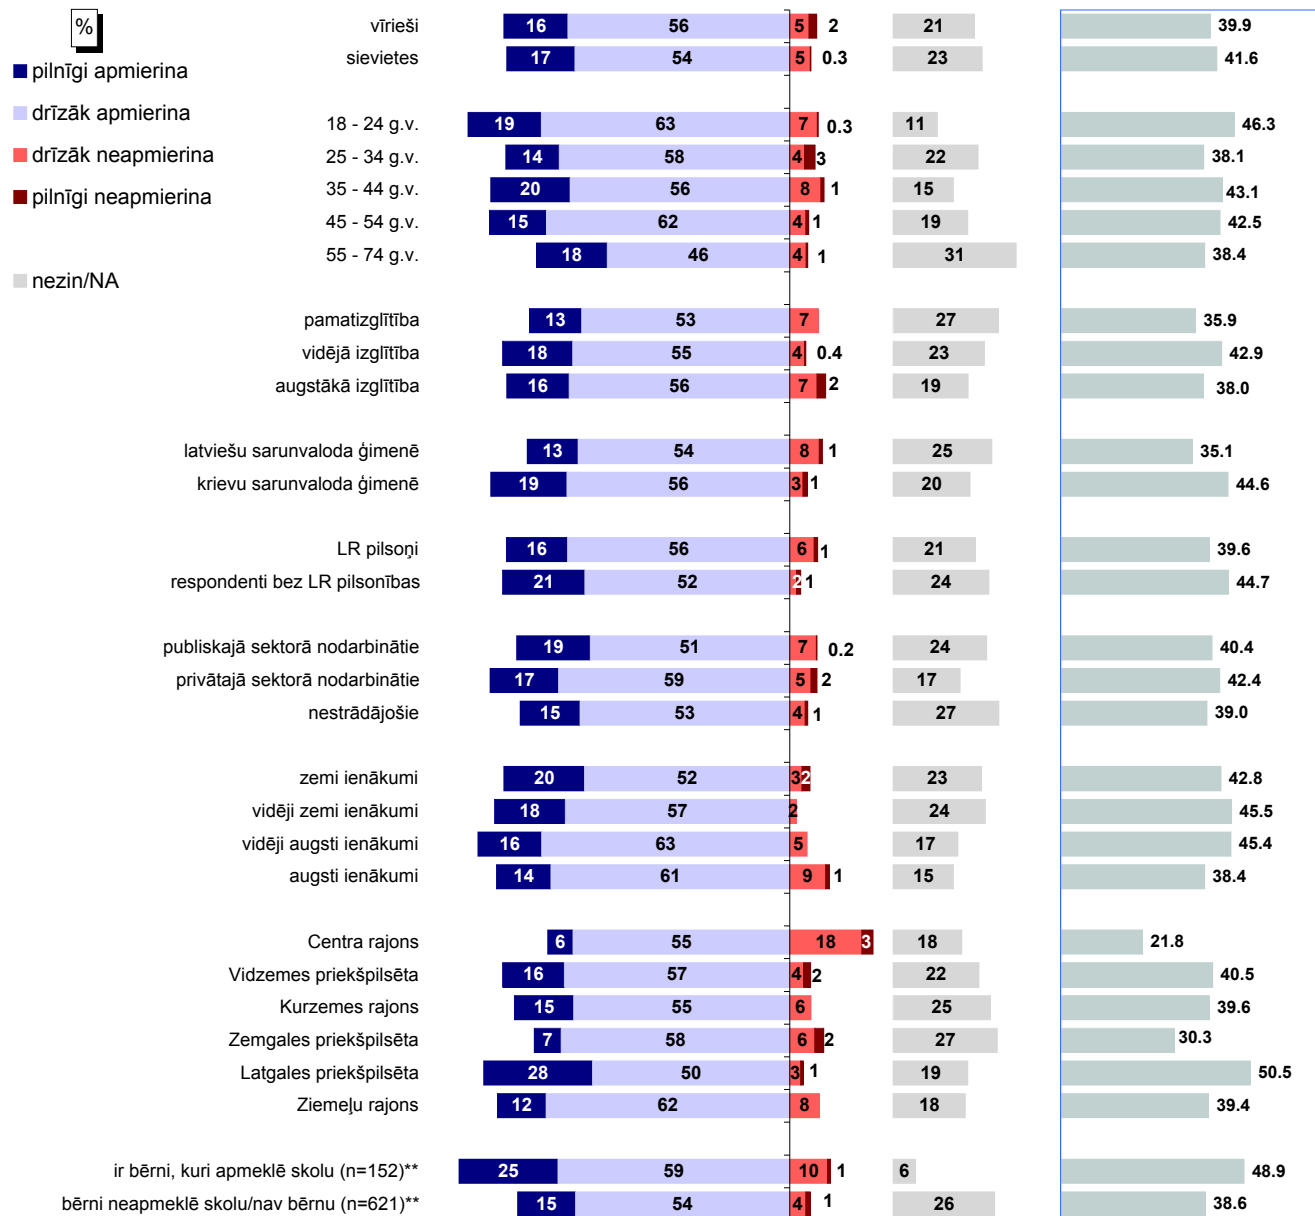 %
pilnīgi apmierina
drīzāk apmierina
drīzāk neapmierina
pilnīgi neapmierina
nezin/NA
vīrieši 16 56 5 2 21 39.9
sievietes 17 54 5 0.3 23 41.6
18 - 24 g.v. 19 63 7 0.3 11 46.3
25 - 34 g.v. 14 58 4 3 22 38.1
35 - 44 g.v. 20 56 8 1 15 43.1
45 - 54 g.v. 15 62 4 1 19 42.5
55 - 74 g.v. 18 46 4 1 31 38.4
pamatizglītība 13 53 7 27 35.9
vidējā izglītība 18 55 4 0.4 23 42.9
augstākā izglītība 16 56 7 2 19 38.0
latviešu sarunvaloda ģimenē 13 54 8 1 25 35.1
krievu sarunvaloda ģimenē 19 56 3 1 20 44.6
LR pilsoņi 16 56 6 1 21 39.6
respondenti bez LR pilsonības 21 52 2 1 24 44.7
publiskajā sektorā nodarbinātie 19 51 7 0.2 24 40.4
privātajā sektorā nodarbinātie 17 59 5 2 17 42.4
nestrādājošie 15 53 4 1 27 39.0
zemi ienākumi 20 52 3 2 23 42.8
vidēji zemi ienākumi 18 57 2 24 45.5
vidēji augsti ienākumi 16 63 5 17 45.4
augsti ienākumi 14 61 9 1 15 38.4
Centra rajons 6 55 18 3 18 21.8
Vidzemes priekšpilsēta 16 57 4 2 22 40.5
Kurzemes rajons 15 55 6 25 39.6
Zemgales priekšpilsēta 7 58 6 2 27 30.3
Latgales priekšpilsēta 28 50 3 1 19 50.5
Ziemeļu rajons 12 62 8 18 39.4
ir bērni, kuri apmeklē skolu (n=152)** 25 59 10 1 6 48.9
bērni neapmeklē skolu/nav bērnu (n=621)** 15 54 4 1 26 38.6